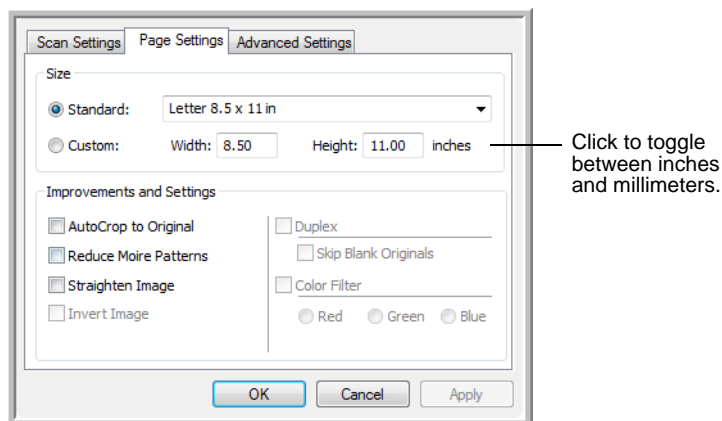 Scan Settings Page Settings Advanced Settings
Size
Standard: Letter 8.5 x 11 in
Custom: Width: 8.50 Height: 11.00 inches
Click to toggle
between inches
and millimeters.
Improvements and Settings
AutoCrop to Original
Reduce Moire Patterns
Straighten Image
Invert Image
Duplex
Skip Blank Originals
Color Filter
Red Green Blue
OK Cancel Apply